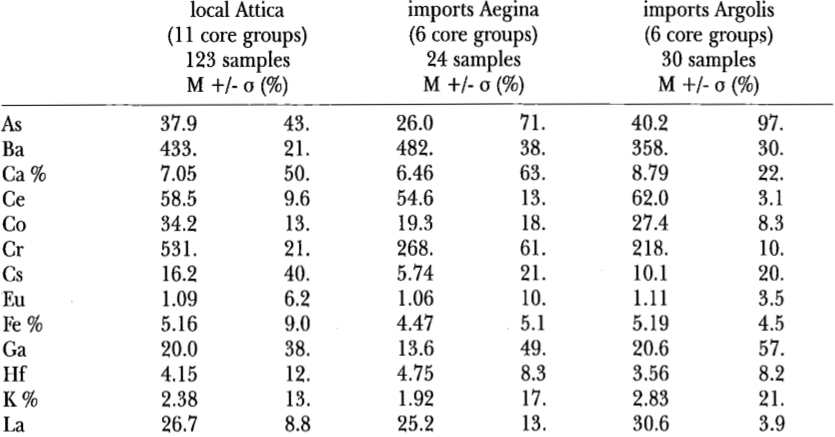 local Attica imports Aegina imports Argolis
(11 core groups) (6 core groups) (6 core groups)
123 samples 24 samples 30 samples
M +/- σ (%) M +/- σ (%) M +/- σ (%)
As 37.9 43. 26.0 71. 40.2 97.
Ba 433. 21. 482. 38. 358. 30.
Ca % 7.05 50. 6.46 63. 8.79 22.
Ce 58.5 9.6 54.6 13. 62.0 3.1
Co 34.2 13. 19.3 18. 27.4 8.3
Cr 531. 21. 268. 61. 218. 10.
Cs 16.2 40. 5.74 21. 10.1 20.
Eu 1.09 6.2 1.06 10. 1.11 3.5
Fe % 5.16 9.0 4.47 5.1 5.19 4.5
Ga 20.0 38. 13.6 49. 20.6 57.
Hf 4.15 12. 4.75 8.3 3.56 8.2
K % 2.38 13. 1.92 17. 2.83 21.
La 26.7 8.8 25.2 13. 30.6 3.9